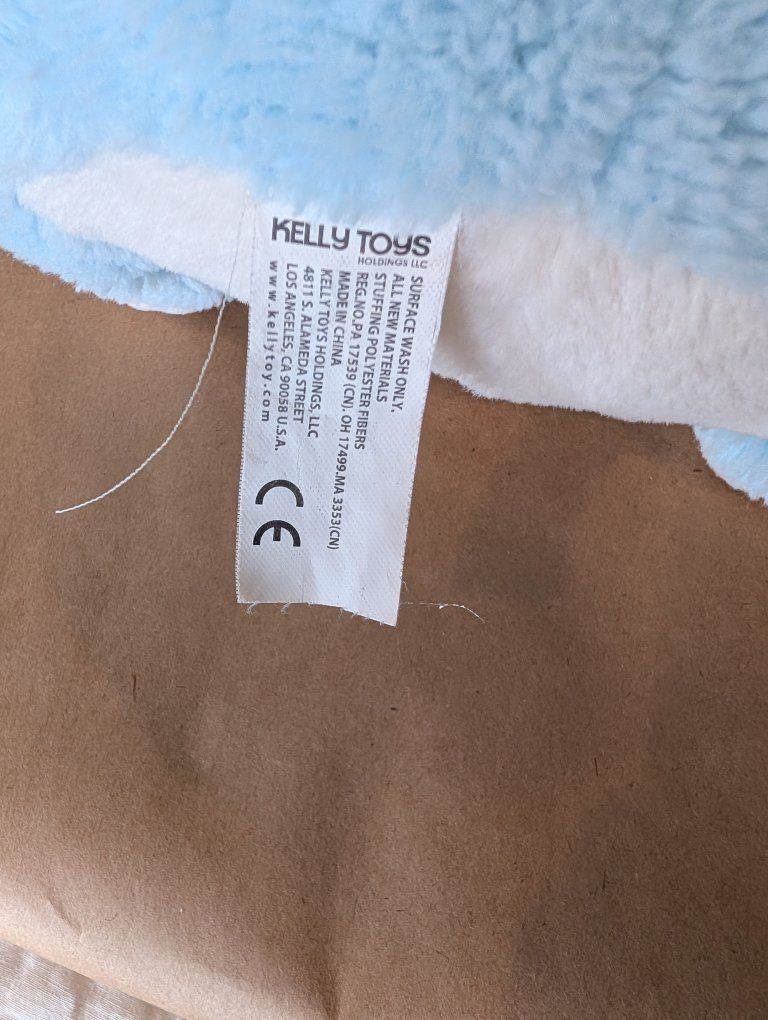 KELLY TOYS
HOLDINGS LLC
SURFACE WASH ONLY.
ALL NEW MATERIALS
STUFFING POLYESTER FIBERS
REG.NO.PA 17539 (CN). OH 17499.MA 3353(CN)
MADE IN CHINA
KELLY TOYS HOLDINGS, LLC
4811 S. ALAMEDA STREET
LOS ANGELES, CA 90058 U.S.A.
www.kellytoy.com
CE